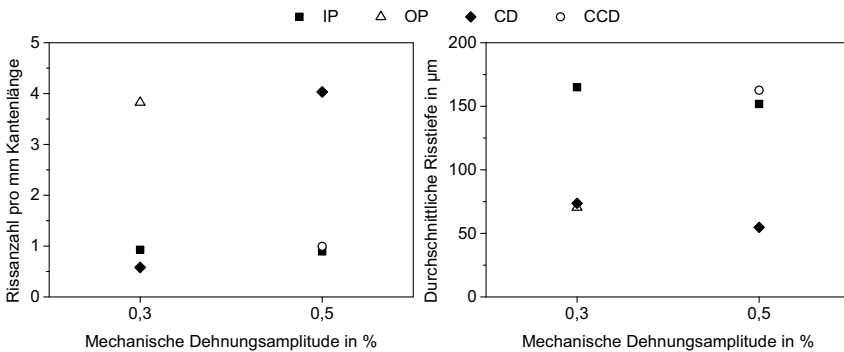 IP OP CD CCD
Rissanzahl pro mm Kantenlänge
5
4
3
2
1
0
0,3 0,5
Mechanische Dehnungsamplitude in %
Durchschnittliche Risstiefe in µm
200
150
100
50
0
0,3 0,5
Mechanische Dehnungsamplitude in %